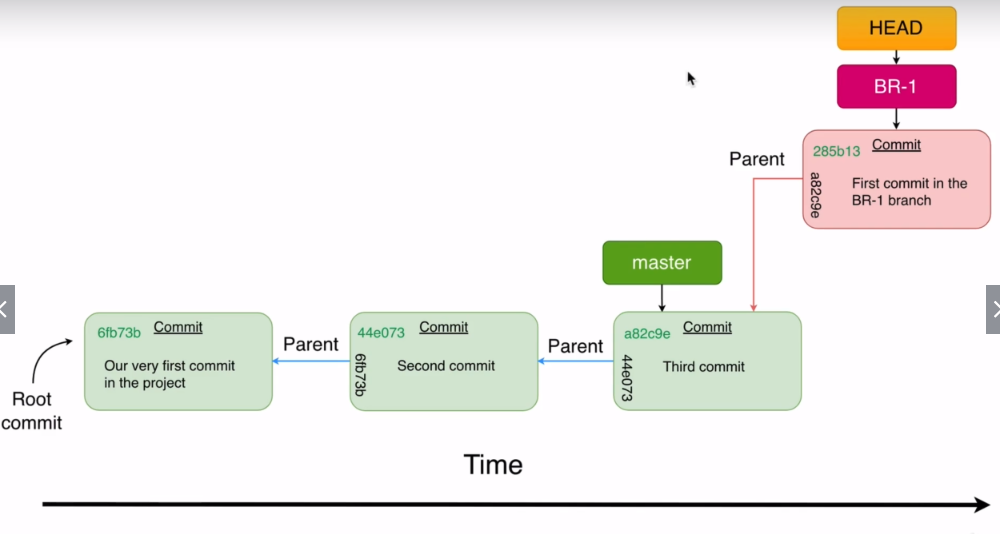 HEAD
BR-1
285b13 Commit
a82c9e
First commit in the
BR-1 branch
Parent
master
6fb73b Commit
Our very first commit
in the project
Parent
44e073 Commit
6fb73b
Second commit
Parent
a82c9e Commit
44e073
Third commit
Root
commit
Time